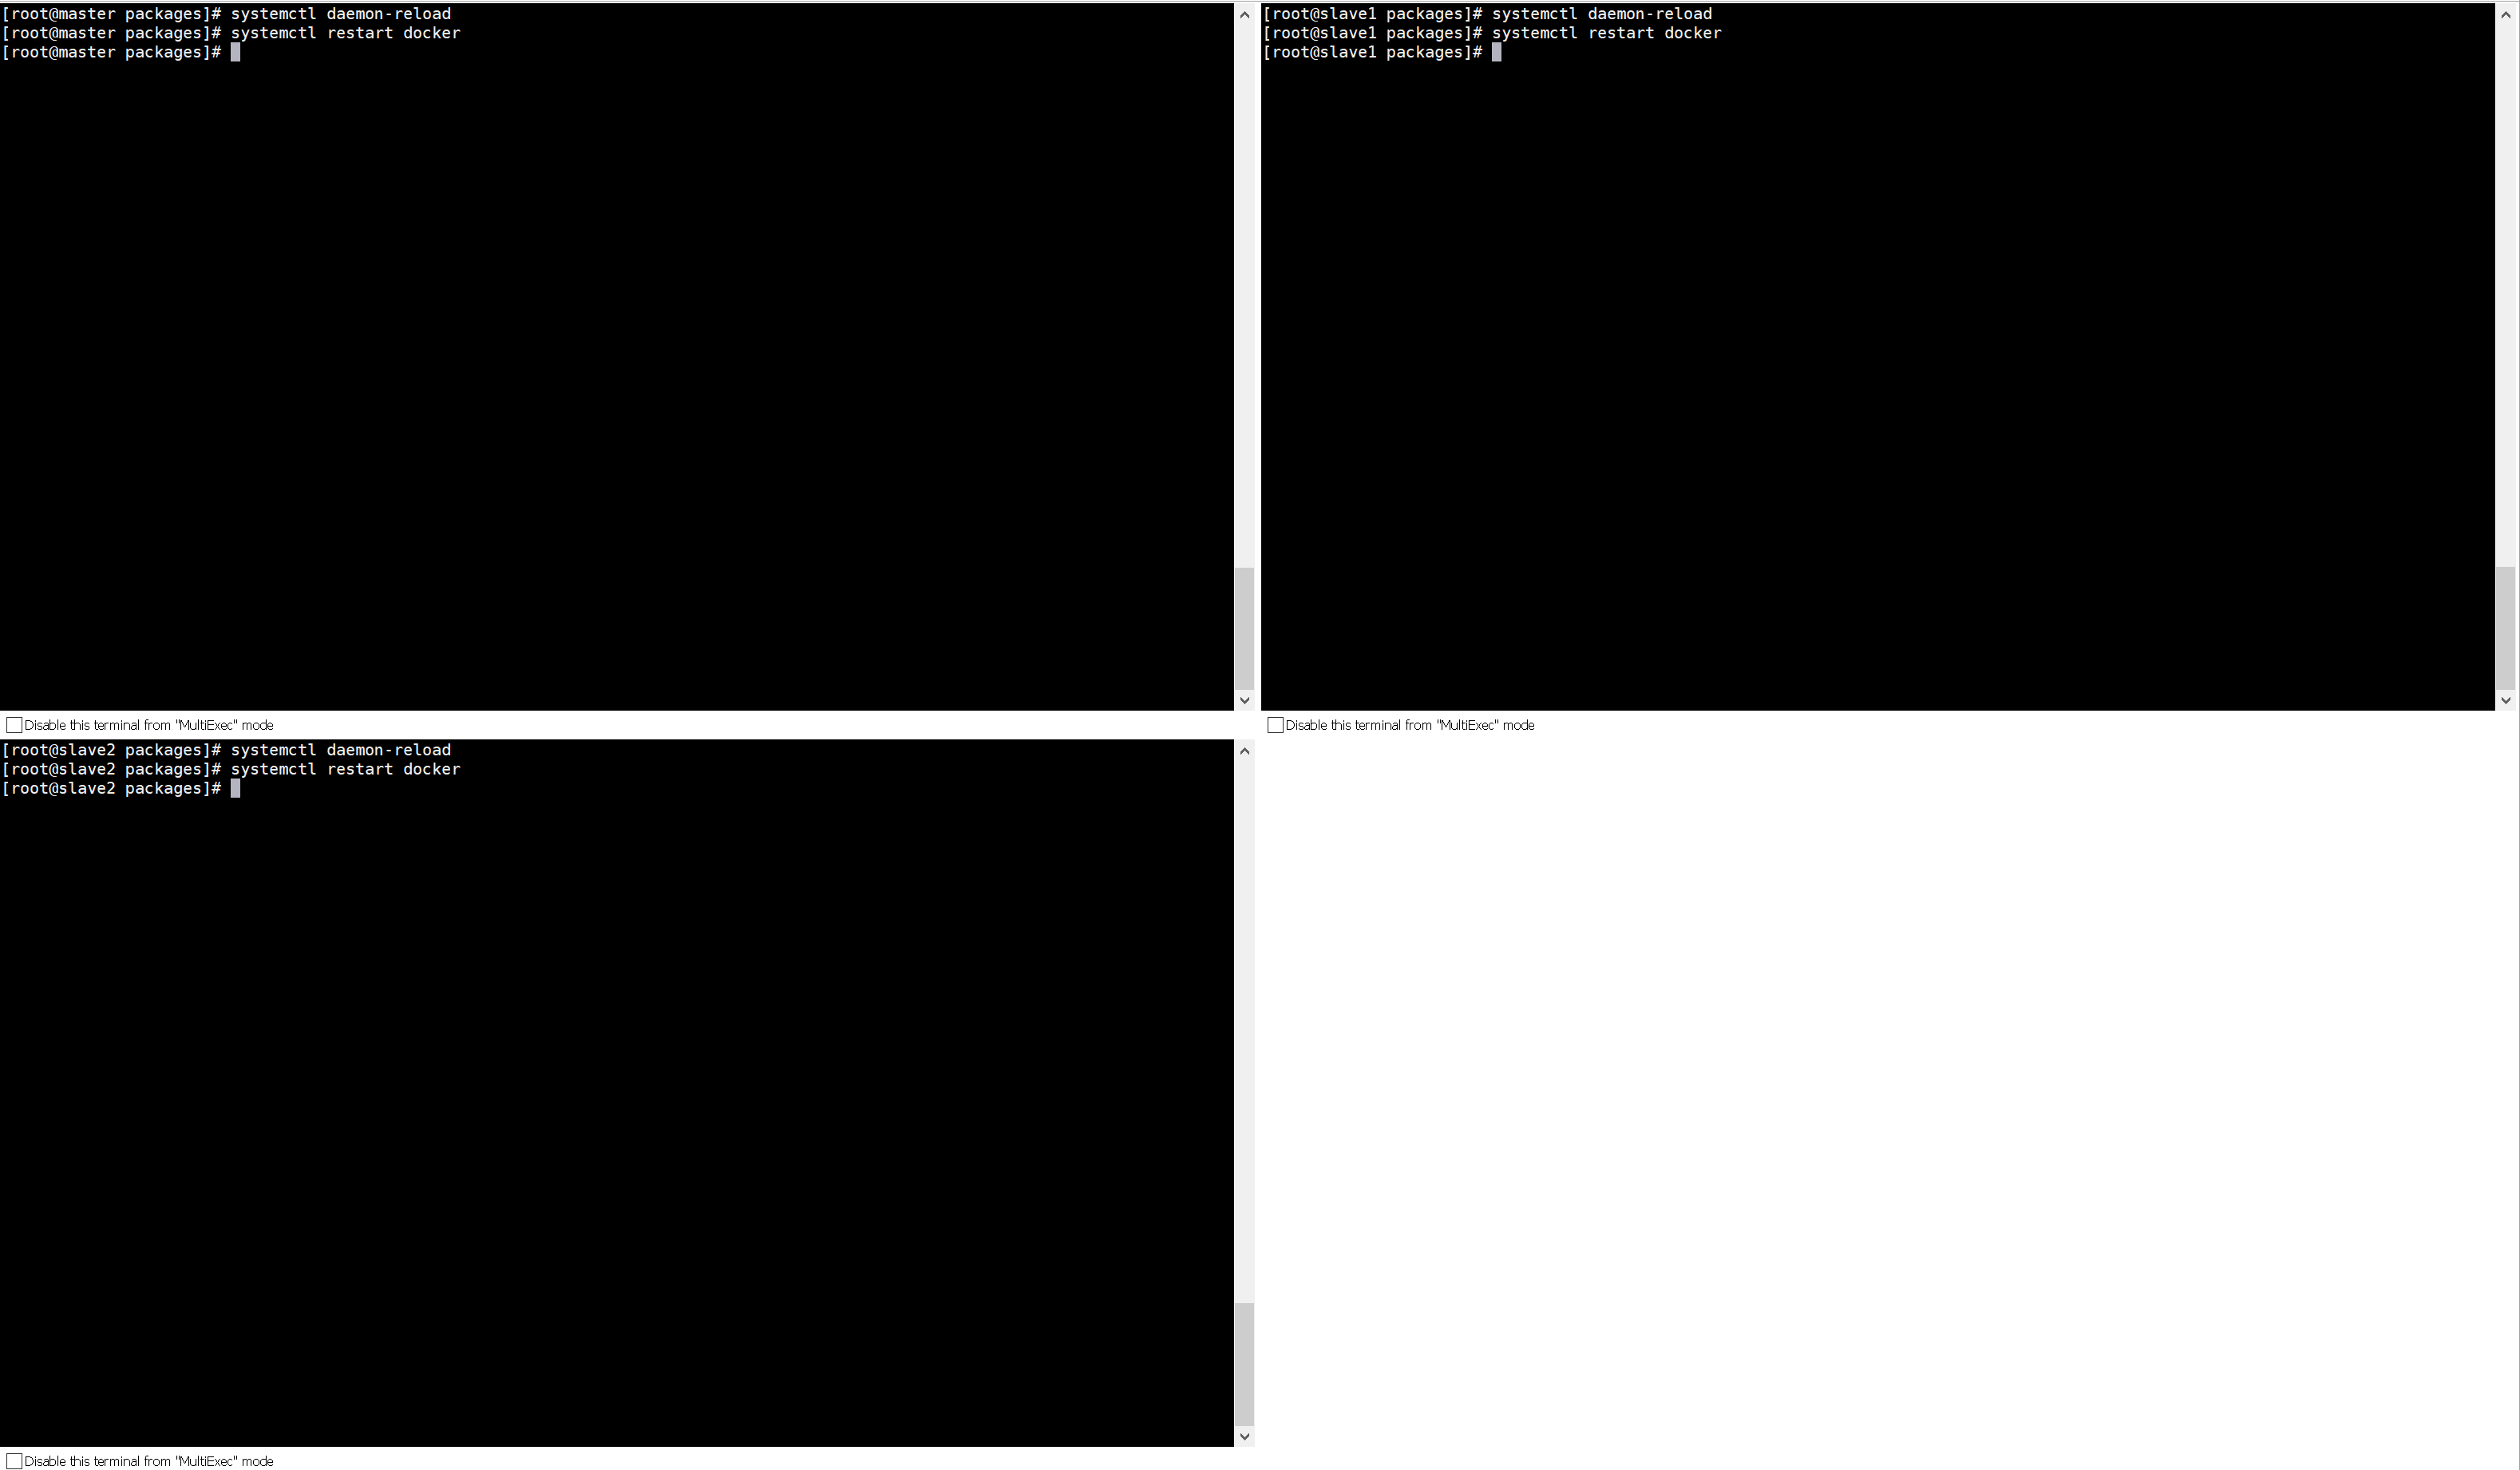 [root@master packages]# systemctl daemon-reload
[root@master packages]# systemctl restart docker
[root@master packages]#
Disable this terminal from "MultiExec" mode
[root@slave1 packages]# systemctl daemon-reload
[root@slave1 packages]# systemctl restart docker
[root@slave1 packages]#
Disable this terminal from "MultiExec" mode
[root@slave2 packages]# systemctl daemon-reload
[root@slave2 packages]# systemctl restart docker
[root@slave2 packages]#
Disable this terminal from "MultiExec" mode